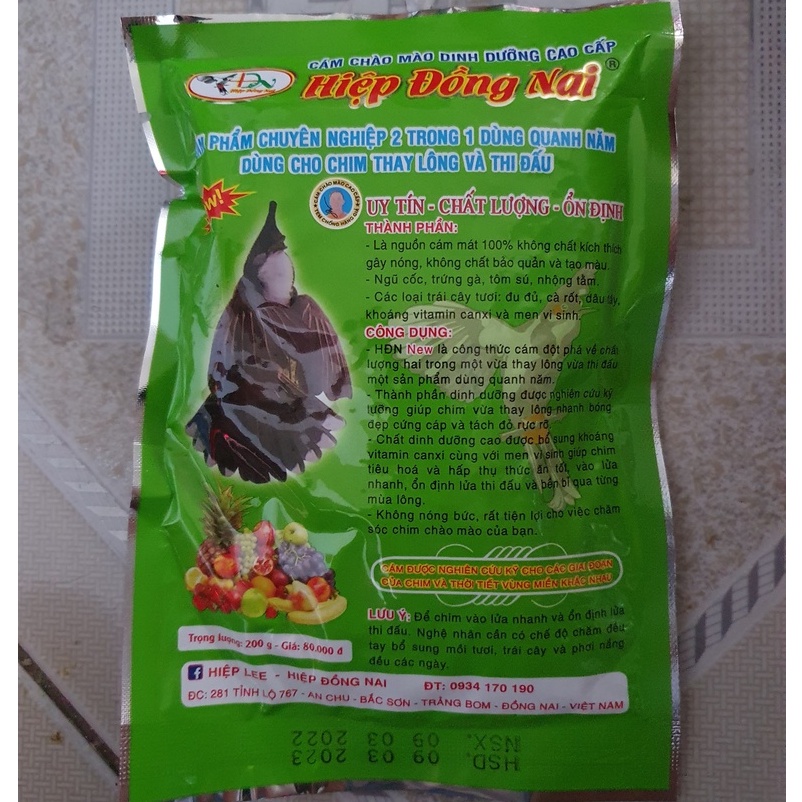 CÁM CHÀO MÀO DINH DƯỠNG CAO CẤP
Hiệp Đồng Nai ®
Hiệp Đồng Nai
PHẨM CHUYÊN NGHIỆP 2 TRONG 1 DÙNG QUANH NĂM
DÙNG CHO CHIM THAY LÔNG VÀ THI ĐẤU
CÁM CHÀO MÀO CAO CẤP
TEM CHỐNG HÀNG GIẢ
UY TÍN - CHẤT LƯỢNG - ỔN ĐỊNH
THÀNH PHẦN:
- Là nguồn cám mát 100% không chất kích thích
gây nóng, không chất bảo quản và tạo màu.
- Ngũ cốc, trứng gà, tôm sú, nhộng tằm.
- Các loại trái cây tươi: đu đủ, cà rốt, dâu tây,
khoáng vitamin canxi và men vi sinh.
CÔNG DỤNG:
- HĐN New là công thức cám đột phá về chất
lượng hai trong một vừa thay lông vừa thi đấu
một sản phẩm dùng quanh năm.
- Thành phần dinh dưỡng được nghiên cứu kỹ
lưỡng giúp chim vừa thay lông nhanh bóng
đẹp cứng cáp và tách đỏ rực rỡ.
- Chất dinh dưỡng cao được bổ sung khoáng
vitamin canxi cùng với men vi sinh giúp chim
tiêu hoá và hấp thụ thức ăn tốt, vào lửa
nhanh, ổn định lửa thi đấu và bền bỉ qua từng
mùa lông.
- Không nóng bức, rất tiện lợi cho việc chăm
sóc chim chào mào của bạn.
CÁM ĐƯỢC NGHIÊN CỨU KỸ CHO CÁC GIAI ĐOẠN
CỦA CHIM VÀ THỜI TIẾT VÙNG MIỀN KHÁC NHAU
LƯU Ý: Để chim vào lửa nhanh và ổn định lửa
thi đấu. Nghệ nhân cần có chế độ chăm đều
tay bổ sung mồi tươi, trái cây và phơi nắng
đều các ngày.
Trọng lượng: 200 g - Giá: 80.000 đ
HIỆP LEE - HIỆP ĐỒNG NAI ĐT: 0934 170 190
ĐC: 281 TỈNH LỘ 767 - AN CHU - BẮC SƠN - TRẢNG BOM - ĐỒNG NAI - VIỆT NAM
NSX. 09 03 2022
HSD. 09 03 2023